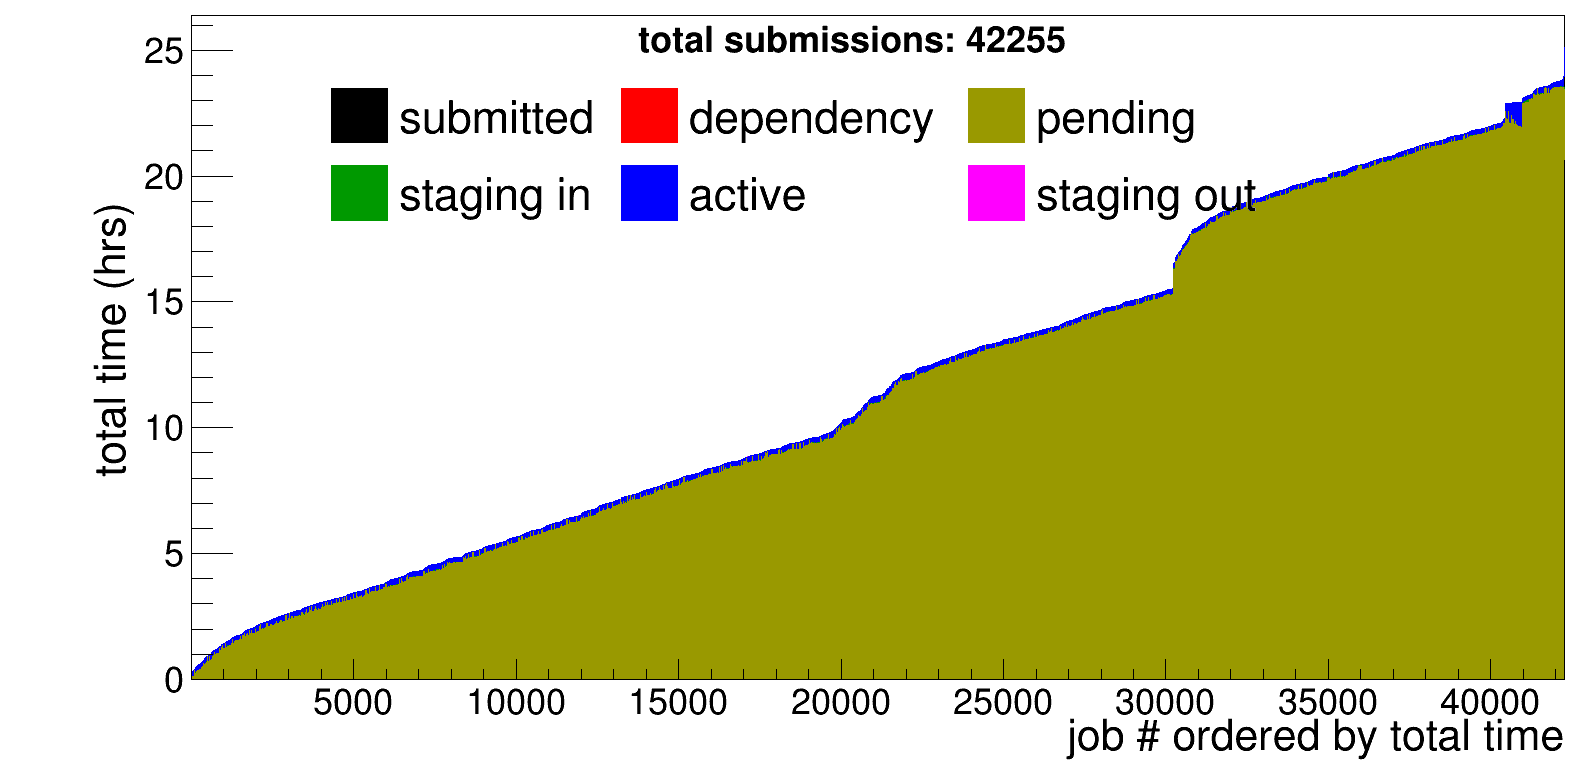 total submissions: 42255
submitted dependency pending
staging in active staging out
total time (hrs)
25
20
15
10
5
0
5000 10000 15000 20000 25000 30000 35000 40000
job # ordered by total time